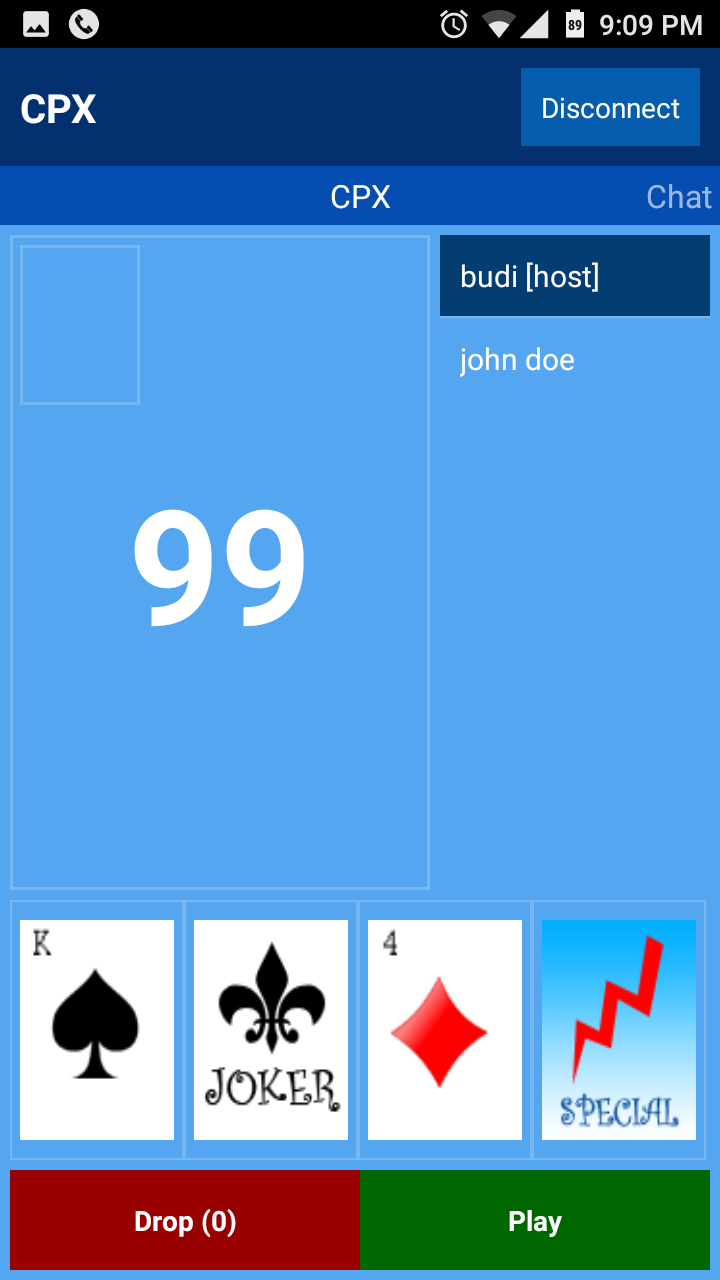 89 9:09 PM
CPX
Disconnect
CPX
Chat
budi [host]
john doe
99
K
JOKER
4
SPECIAL
Drop (0)
Play